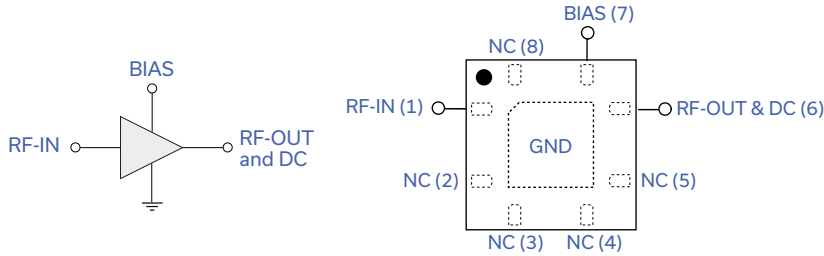 BIAS
RF-IN
RF-OUT
and DC
BIAS (7)
NC (8)
RF-IN (1)
RF-OUT & DC (6)
GND
NC (2)
NC (5)
NC (3)
NC (4)